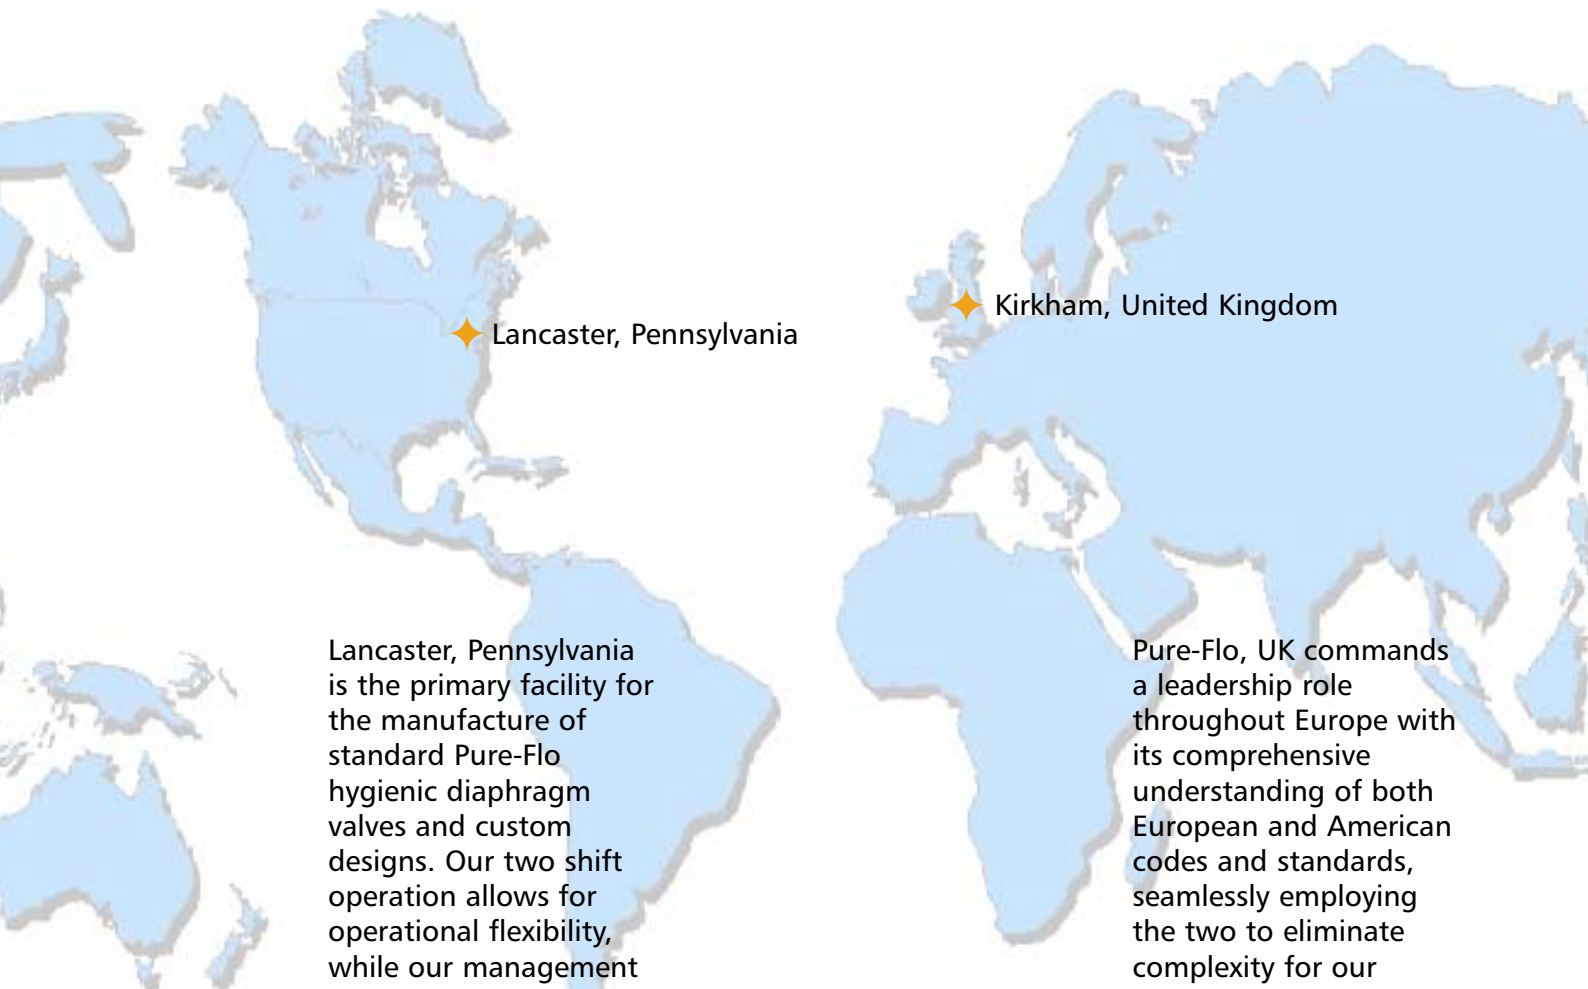 Kirkham, United Kingdom
Lancaster, Pennsylvania
Lancaster, Pennsylvania
is the primary facility for
the manufacture of
standard Pure-Flo
hygienic diaphragm
valves and custom
designs. Our two shift
operation allows for
operational flexibility,
while our management
Pure-Flo, UK commands
a leadership role
throughout Europe with
its comprehensive
understanding of both
European and American
codes and standards,
seamlessly employing
the two to eliminate
complexity for our